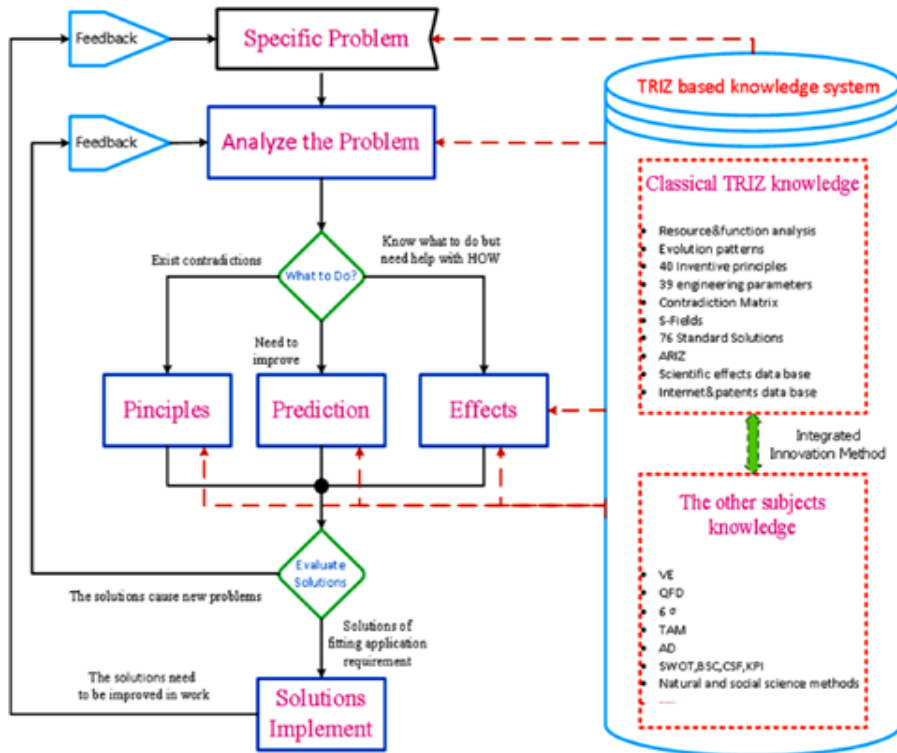 Feedback
Specific Problem
Feedback
Analyze the Problem
What to Do?
Exist contradictions
Know what to do but
need help with HOW
Need to
improve
Pinciples
Prediction
Effects
Evaluate
Solutions
The solutions cause new problems
Solutions of
fitting application
requirement
The solutions need
to be improved in work
Solutions
Implement
TRIZ based knowledge system
Classical TRIZ knowledge
• Resource&function analysis
• Evolution patterns
• 40 Inventive principles
• 39 engineering parameters
• Contradiction Matrix
• S-Fields
• 76 Standard Solutions
• ARIZ
• Scientific effects data base
• Internet&patents data base
Integrated
Innovation Method
The other subjects
knowledge
• VE
• QFD
• 6σ
• TAM
• AD
• SWOT,BSC,CSF,KPI
• Natural and social science methods
• ----